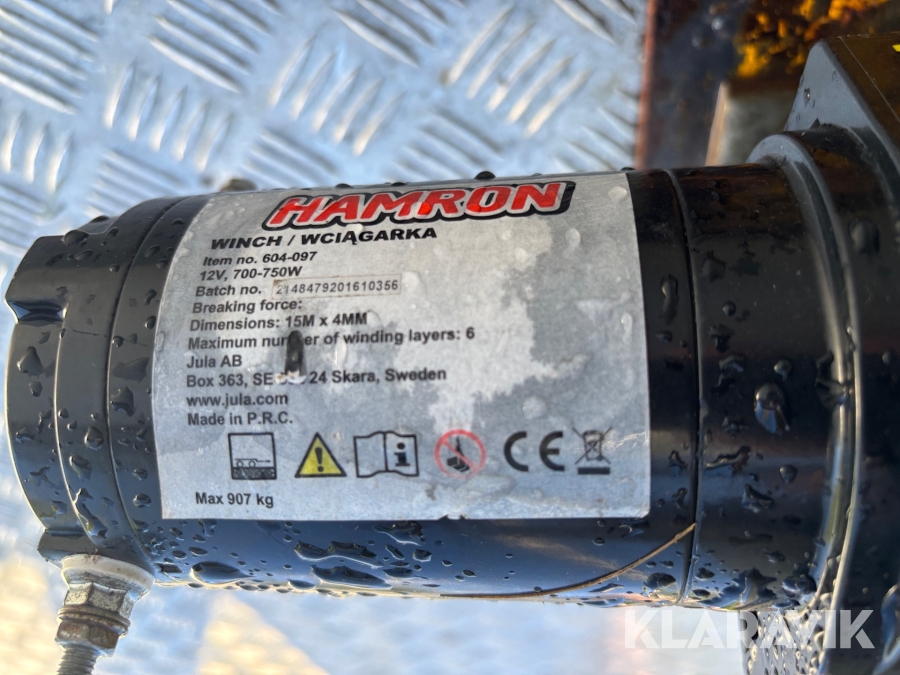 HAMRON
WINCH / WCIĄGARKA
Item no. 604-097
12V, 700-750W
Batch no. 2148479201610356
Breaking force:
Dimensions: 15M x 4MM
Maximum number of winding layers: 6
Jula AB
Box 363, SE 24 Skara, Sweden
www.jula.com
Made in P.R.C.
CE
Max 907 kg
KLARAVIK